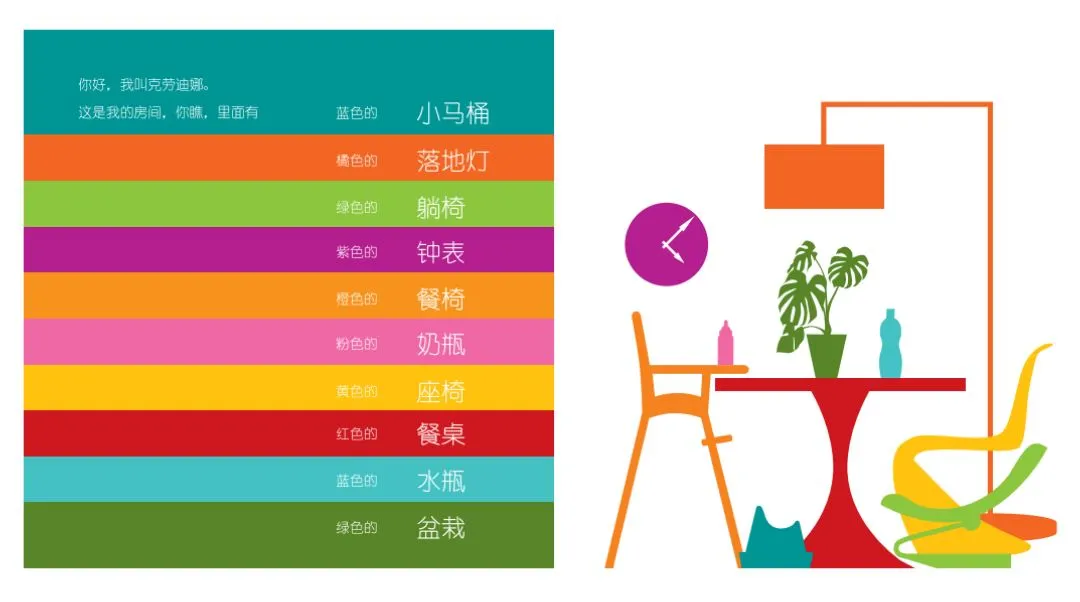 你好，我叫克劳迪娜。
这是我的房间，你瞧，里面有 蓝色的 小马桶
橘色的 落地灯
绿色的 躺椅
紫色的 钟表
橙色的 餐椅
粉色的 奶瓶
黄色的 座椅
红色的 餐桌
蓝色的 水瓶
绿色的 盆栽